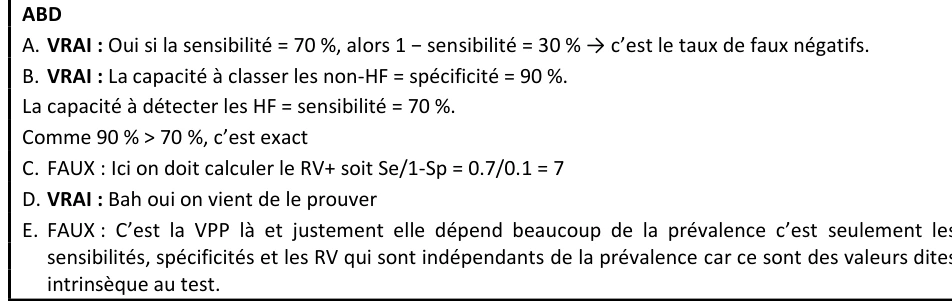 ABD
A. VRAI : Oui si la sensibilité = 70 %, alors 1 − sensibilité = 30 % → c’est le taux de faux négatifs.
B. VRAI : La capacité à classer les non-HF = spécificité = 90 %.
La capacité à détecter les HF = sensibilité = 70 %.
Comme 90 % > 70 %, c’est exact
C. FAUX : Ici on doit calculer le RV+ soit Se/1-Sp = 0.7/0.1 = 7
D. VRAI : Bah oui on vient de le prouver
E. FAUX : C’est la VPP là et justement elle dépend beaucoup de la prévalence c’est seulement les
sensibilités, spécificités et les RV qui sont indépendants de la prévalence car ce sont des valeurs dites
intrinsèque au test.